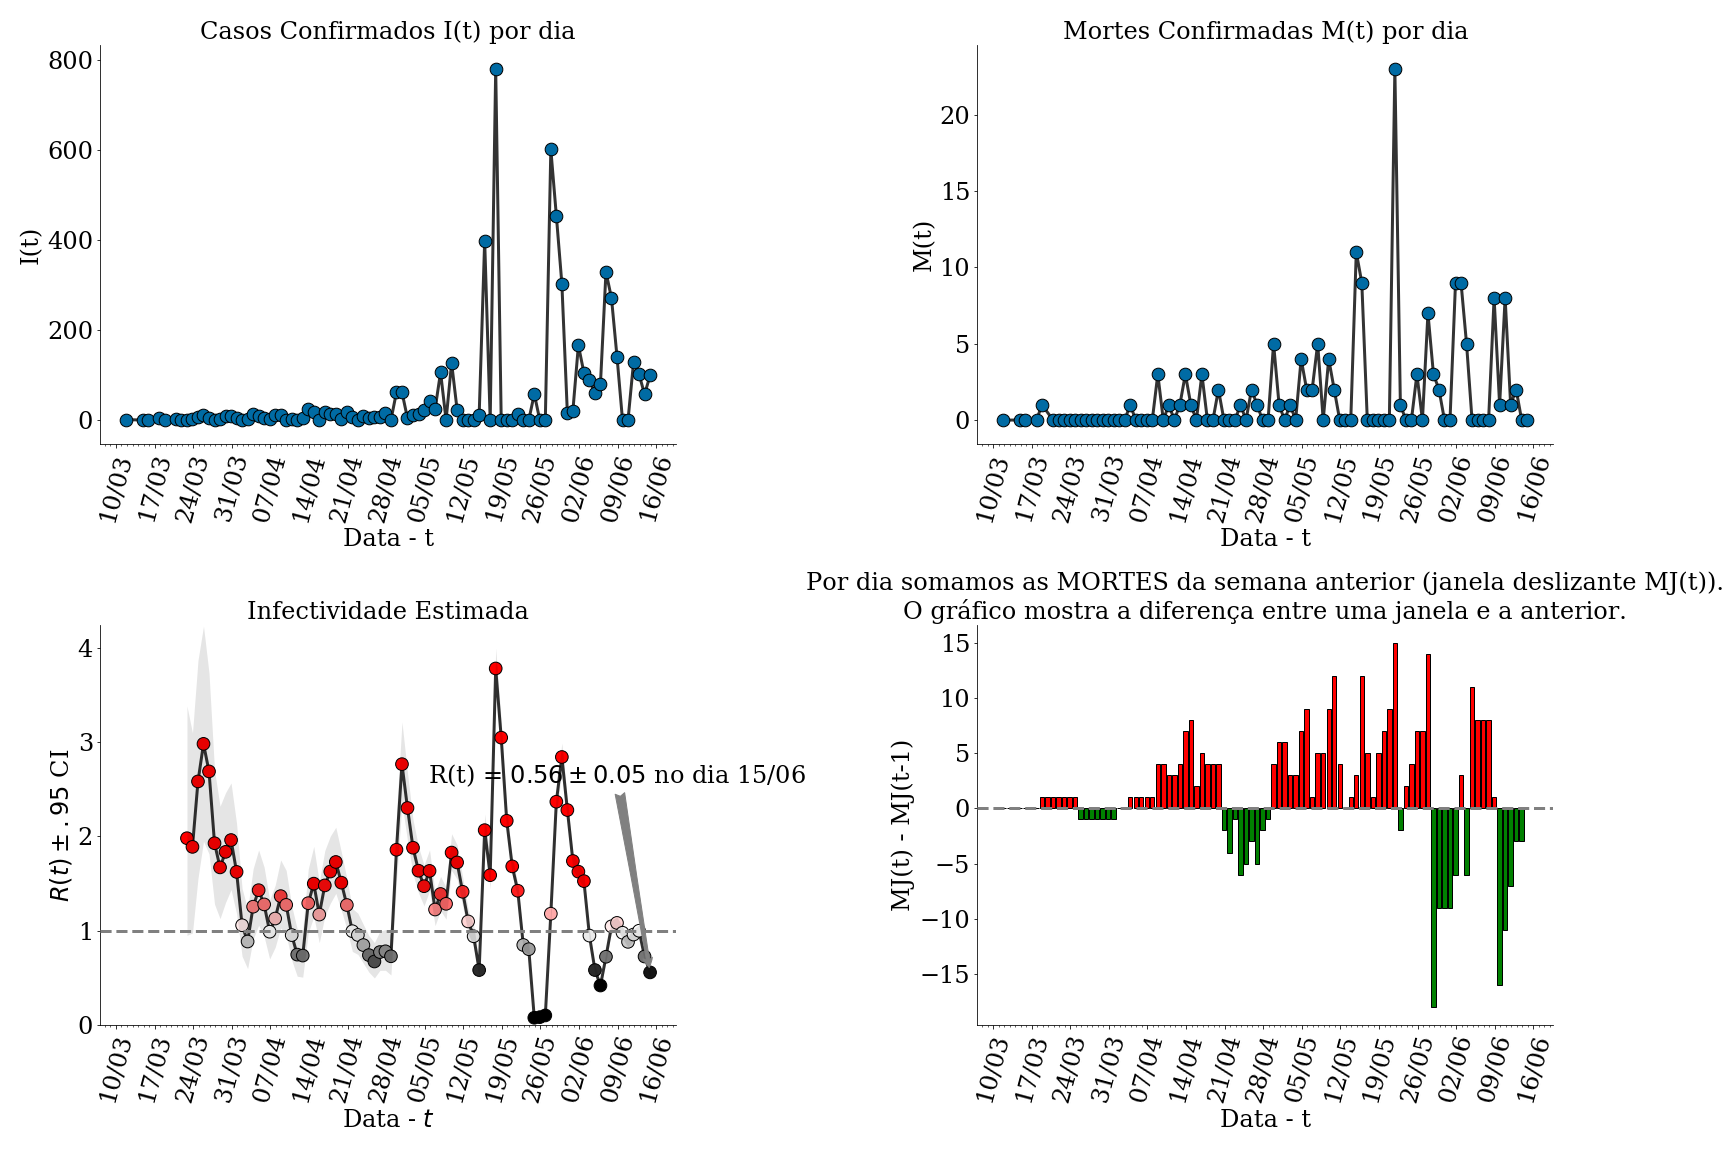 Casos Confirmados I(t) por dia
I(t)
800
600
400
200
0
10/03 17/03 24/03 31/03 07/04 14/04 21/04 28/04 05/05 12/05 19/05 26/05 02/06 09/06 16/06
Data - t
Mortes Confirmadas M(t) por dia
M(t)
20
15
10
5
0
10/03 17/03 24/03 31/03 07/04 14/04 21/04 28/04 05/05 12/05 19/05 26/05 02/06 09/06 16/06
Data - t
Infectividade Estimada
R(t) ± .95 CI
4
3
2
1
0
R(t) = 0.56 ± 0.05 no dia 15/06
10/03 17/03 24/03 31/03 07/04 14/04 21/04 28/04 05/05 12/05 19/05 26/05 02/06 09/06 16/06
Data - t
Por dia somamos as MORTES da semana anterior (janela deslizante MJ(t)).
O gráfico mostra a diferença entre uma janela e a anterior.
MJ(t) - MJ(t-1)
15
10
5
0
−5
−10
−15
10/03 17/03 24/03 31/03 07/04 14/04 21/04 28/04 05/05 12/05 19/05 26/05 02/06 09/06 16/06
Data - t